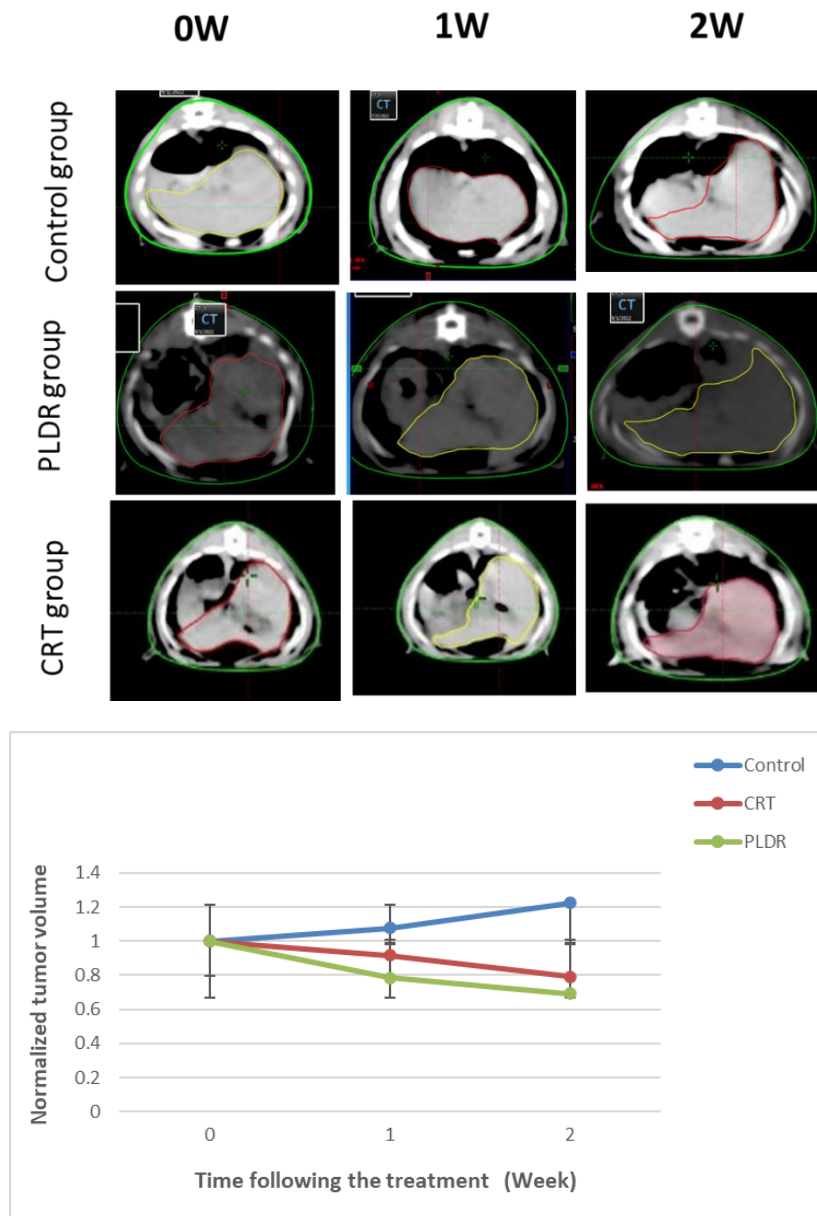 0W 1W 2W
Control group
CT
PLDR group
CT
CT
CRT group
Control
CRT
PLDR
Normalized tumor volume
1.4
1.2
1
0.8
0.6
0.4
0.2
0
0 1 2
Time following the treatment (Week)